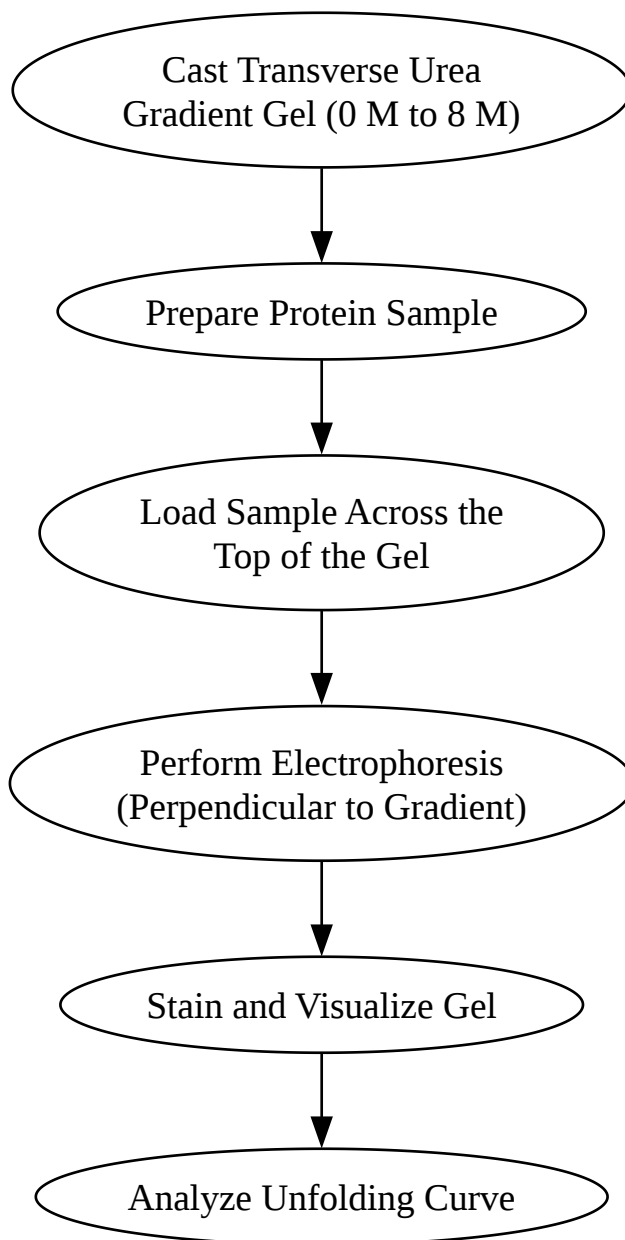 Cast Transverse Urea
Gradient Gel (0 M to 8 M)
Prepare Protein Sample
Load Sample Across the
Top of the Gel
Perform Electrophoresis
(Perpendicular to Gradient)
Stain and Visualize Gel
Analyze Unfolding Curve